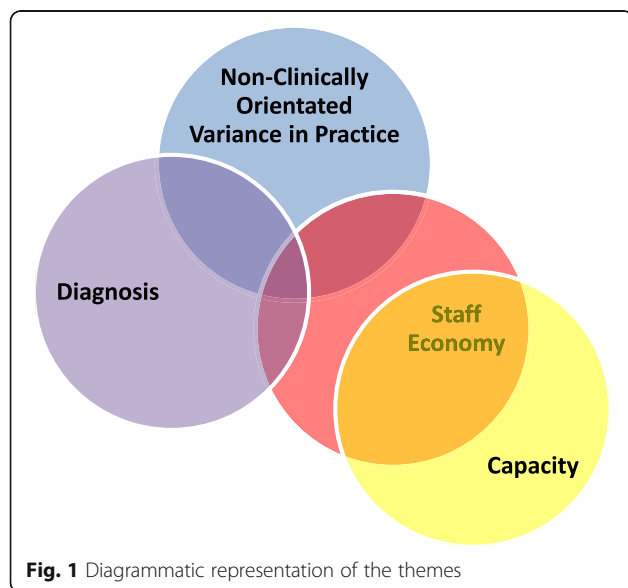 Non-Clinically
Orientated
Variance in Practice
Diagnosis
Staff
Economy
Capacity
Fig. 1 Diagrammatic representation of the themes